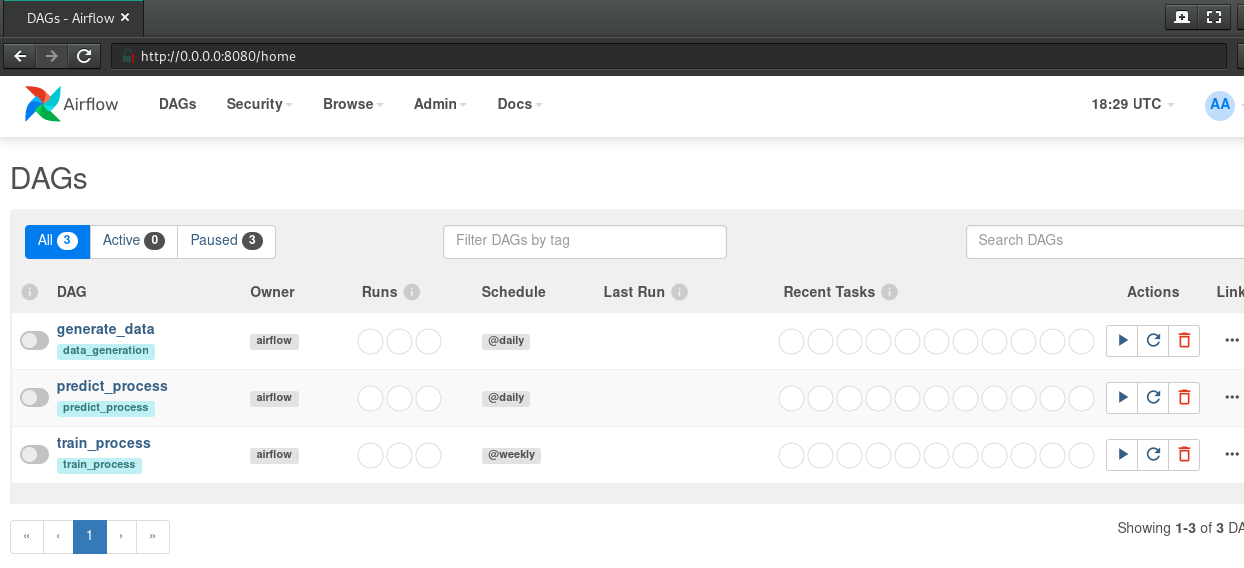 DAGs - Airflow ×
http://0.0.0.0:8080/home
Airflow DAGs Security Browse Admin Docs 18:29 UTC AA
DAGs
All 3 Active 0 Paused 3 Filter DAGs by tag Search DAGs
i DAG Owner Runs i Schedule Last Run i Recent Tasks i Actions Link
generate_data
data_generation airflow @daily
predict_process
predict_process airflow @daily
train_process
train_process airflow @weekly
« ‹ 1 › » Showing 1-3 of 3 DA